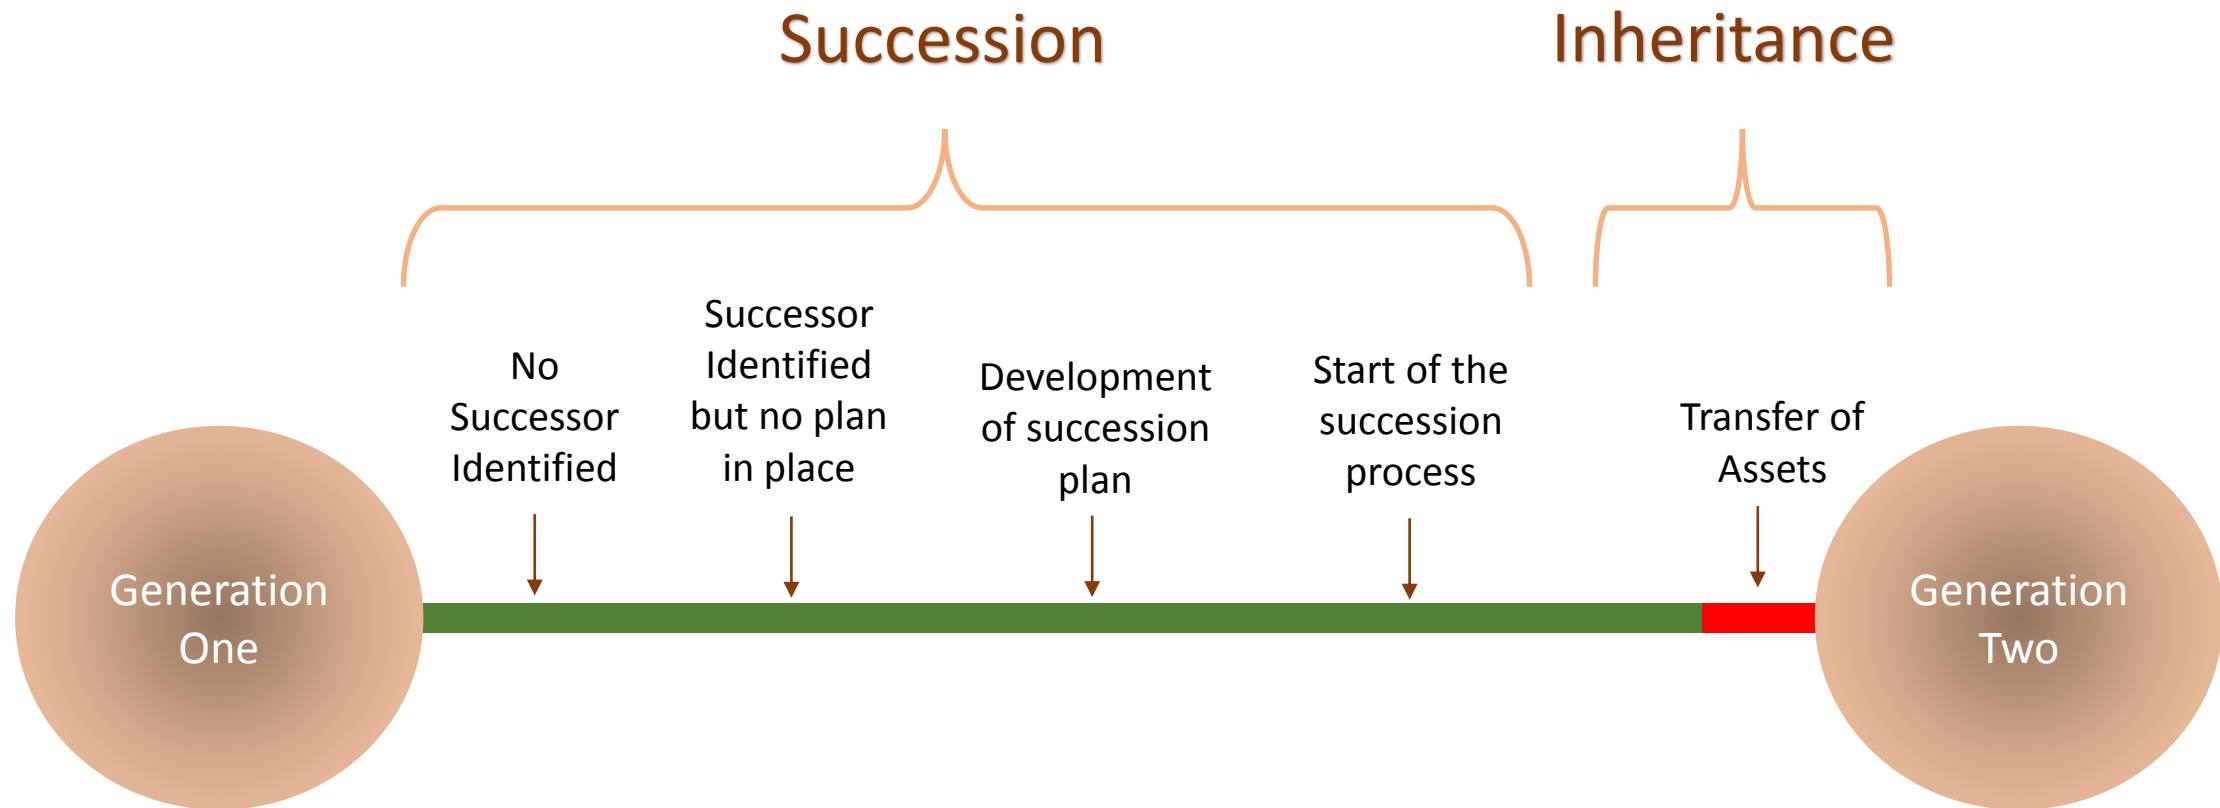 Succession
Inheritance
No
Successor
Identified
Successor
Identified
but no plan
in place
Development
of succession
plan
Start of the
succession
process
Transfer of
Assets
Generation
One
Generation
Two